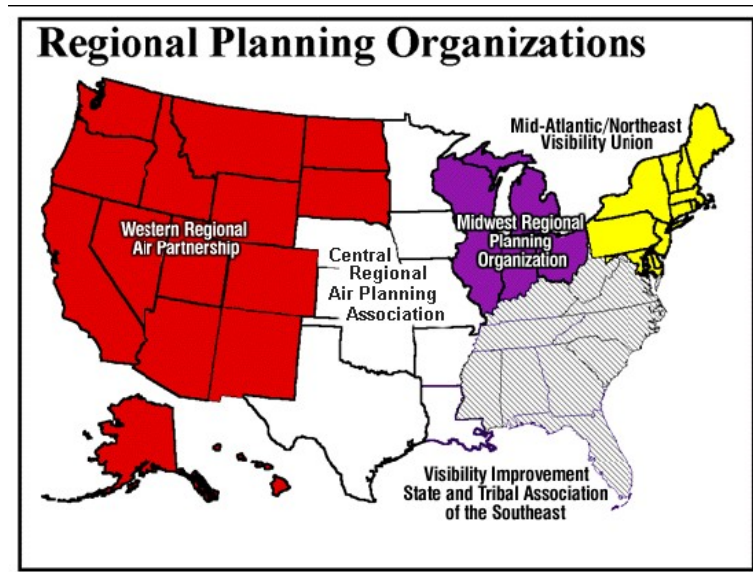 Regional Planning Organizations
Mid-Atlantic/Northeast
Visibility Union
Western Regional
Air Partnership
Midwest Regional
Planning
Organization
Central
Regional
Air Planning
Association
Visibility Improvement
State and Tribal Association
of the Southeast